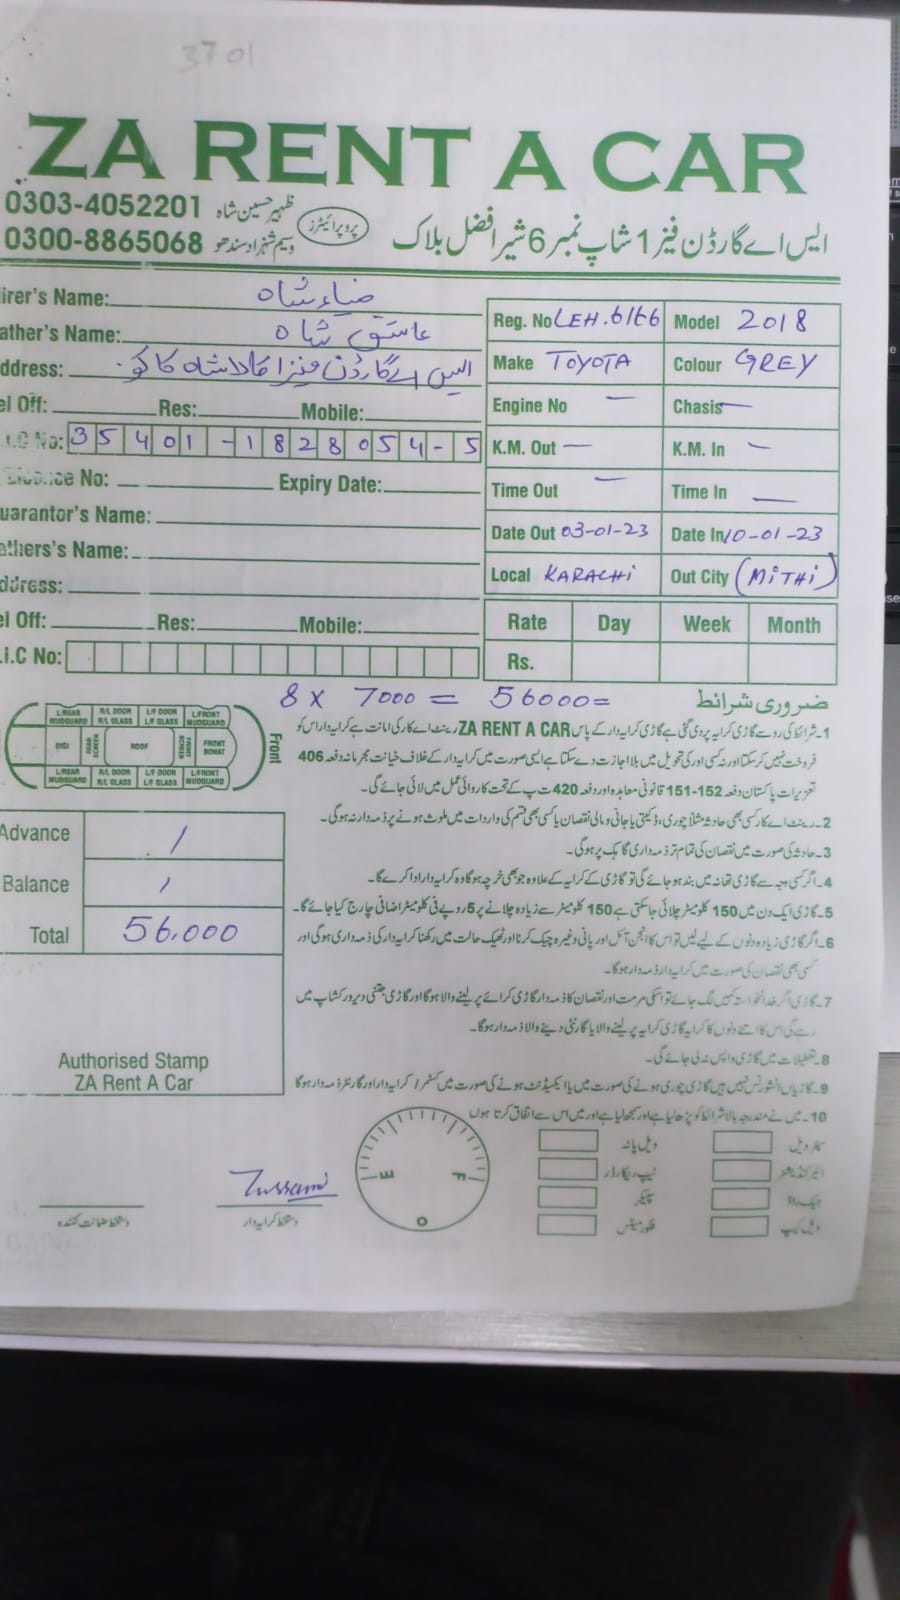 3701
ZA RENT A CAR
0303-4052201 ظہیر حسین شاہ
0300-8865068 وسیم شہزاد سندھو
پروپرائیٹرز
ایس اے گارڈن فیز 1 شاپ نمبر 6 شیر افضل بلاک
irer's Name: ضیاء شاہ
ather's Name: عاشق شاہ
ddress: ایس اے گارڈن فیز 1 کالا شاہ کاکو.
el Off: Res: Mobile:
.I.C No: 35401-1828054-5
Licence No: Expiry Date:
uarantor's Name:
athers's Name:
ddress:
el Off: Res: Mobile:
.i.C No:
Reg. No LEH.6166 Model 2018
Make TOYOTA Colour GREY
Engine No — Chasis —
K.M. Out — K.M. In —
Time Out — Time In —
Date Out 03-01-23 Date In 10-01-23
Local KARACHI Out City (MITHI)
Rate Day Week Month
Rs.
8 x 7000 = 56000= ضروری شرائط
L/REAR MUDGUARD R/L DOOR R/L GLASS L/F DOOR L/F GLASS L/FRONT MUDGUARD
DIGI ROOF FRONT SCREEN FRONT BONAT
L/REAR MUDGUARD R/L DOOR R/L GLASS L/F DOOR L/F GLASS L/FRONT MUDGUARD
Front
1۔ شرائط کی رو سے گاڑی کرایہ پر دی گئی ہے گاڑی کرایہ دار کے پاس ZA RENT A CAR رینٹ اے کار کی امانت ہے کرایہ دار اس کو
فروخت نہیں کر سکتا اور نہ کسی اور کی تحویل میں بلا اجازت دے سکتا ہے ایسی صورت میں کرایہ دار کے خلاف خیانت مجرمانہ دفعہ 406
تعزیرات پاکستان دفعہ 152-151 قانونی معاہدہ اور دفعہ 420 ت پ کے تحت کاروائی عمل میں لائی جائے گی۔
2۔ رینٹ اے کار کسی بھی حادثہ مثلاً چوری، ڈکیتی یا جانی و مالی نقصان یا کسی بھی قسم کی واردات میں ملوث ہونے پر ذمہ دار نہ ہوگی۔
3۔ حادثہ کی صورت میں نقصان کی تمام تر ذمہ داری گاہک پر ہوگی۔
4۔ اگر کسی وجہ سے گاڑی تھانہ میں بند ہو جائے گی تو گاڑی کے کرایہ کے علاوہ جو بھی خرچہ ہوگا وہ کرایہ دار ادا کرے گا۔
5۔ گاڑی ایک دن میں 150 کلومیٹر چلائی جا سکتی ہے 150 کلومیٹر سے زیادہ چلانے پر 5 روپے فی کلومیٹر اضافی چارج کیا جائے گا۔
6۔ اگر گاڑی زیادہ دنوں کے لیے لیں تو اس کا انجن آئل اور پانی وغیرہ چیک کرنا اور ٹھیک حالت میں رکھنا کرایہ دار کی ذمہ داری ہوگی اور
کسی بھی نقصان کی صورت میں کرایہ دار ذمہ دار ہوگا۔
7۔ گاڑی اگر خدانخواستہ کہیں لگ جائے تو اسکی مرمت اور نقصان کا ذمہ دار گاڑی کرائے پر لینے والا ہوگا اور گاڑی جتنی دیر ورکشاپ میں
رہے گی اس کا اتنے دنوں کا کرایہ گاڑی کرایہ پر لینے والا یا گارنٹی دینے والا ذمہ دار ہوگا۔
8۔ تعطیلات میں گاڑی واپس نہ لی جائے گی۔
9۔ گاڑیاں انشورنس نہیں ہیں گاڑی چوری ہونے کی صورت میں یا ایکسیڈنٹ ہونے کی صورت میں کسٹمر / کرایہ دار اور گارنٹر ذمہ دار ہوگا
10۔ میں نے مندرجہ بالا شرائط کو پڑھ لیا ہے اور سمجھ لیا ہے اور میں اس سے اتفاق کرتا ہوں
Advance /
Balance /
Total 56,000
Authorised Stamp
ZA Rent A Car
E F O
وہیل پانہ
ٹیپ ریکارڈر
سپیکر
فلور میٹس
ائیر کنڈیشنر
جیک راڈ
وہیل کیپ
دستخط کرایہ دار
دستخط ضمانت کنندہ